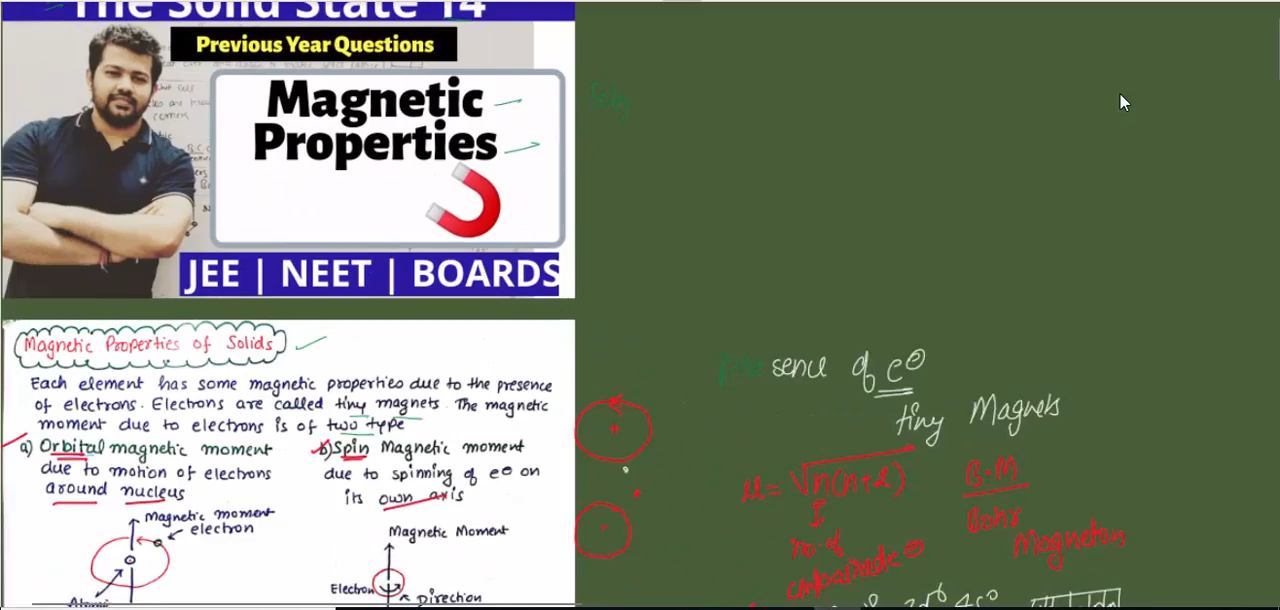 The Solid State 14
Previous Year Questions
Magnetic
Properties
JEE | NEET | BOARDS
Magnetic Properties of Solids
Each element has some magnetic properties due to the presence
of electrons. Electrons are called tiny magnets. The magnetic
moment due to electrons is of two type
a) Orbital magnetic moment
due to motion of electrons
around nucleus
Magnetic moment
electron
Atomic
b) Spin Magnetic moment
due to spinning of e⊖ on
its own axis
Magnetic Moment
Electron
Direction
presence of e⊖
tiny Magnets
μ = √n(n+2) B.M
no. of
unpaired e⊖
Bohr
Magneton
3d⁶ 4s⁰